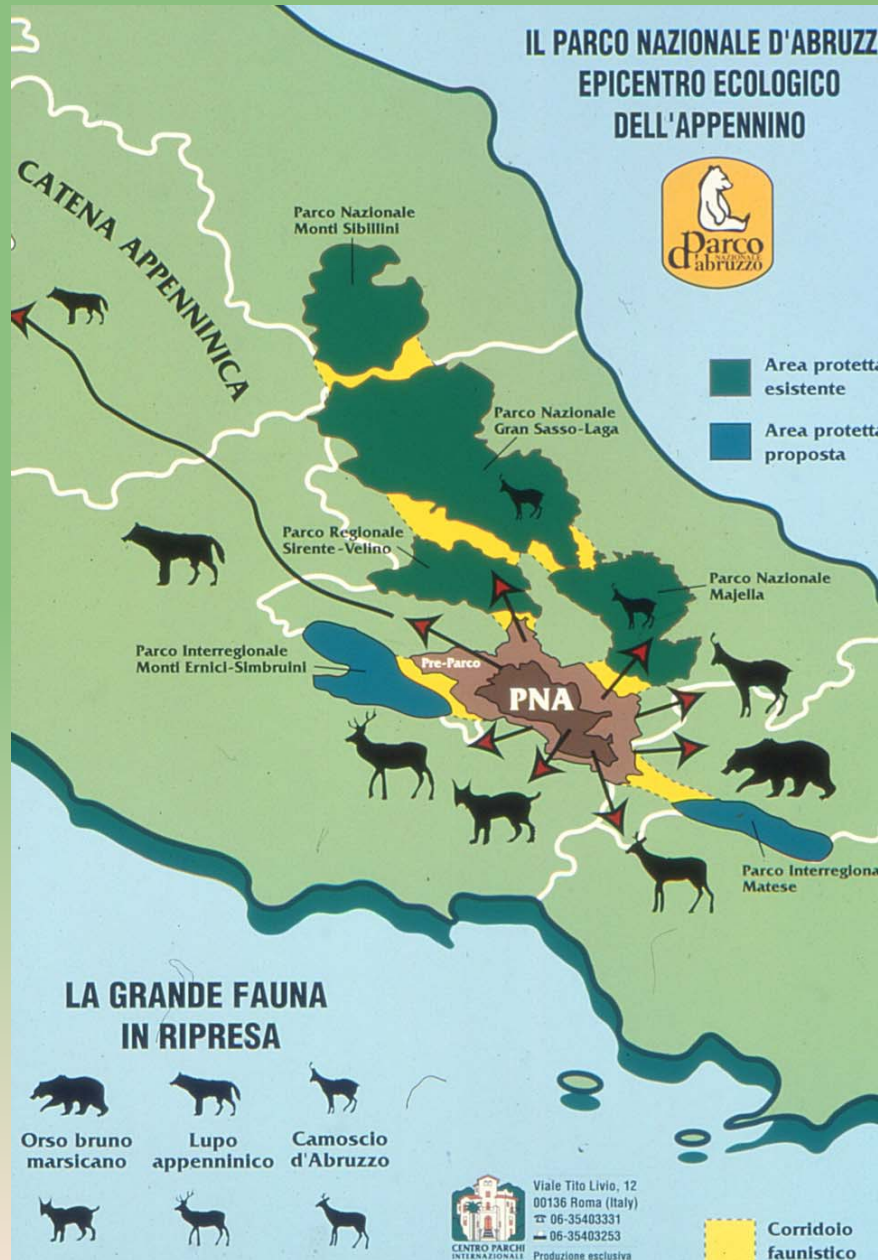 IL PARCO NAZIONALE D'ABRUZZ
EPICENTRO ECOLOGICO
DELL'APPENNINO
Parco
NAZIONALE
d'abruzzo
CATENA APPENNINICA
Parco Nazionale
Monti Sibillini
Area protetta
esistente
Area protetta
proposta
Parco Nazionale
Gran Sasso-Laga
Parco Regionale
Sirente-Velino
Parco Nazionale
Majella
Parco Interregionale
Monti Ernici-Simbruini
Pre-Parco
PNA
Parco Interregiona
Matese
LA GRANDE FAUNA
IN RIPRESA
Orso bruno
marsicano
Lupo
appenninico
Camoscio
d'Abruzzo
CENTRO PARCHI
INTERNAZIONALE
Viale Tito Livio, 12
00136 Roma (Italy)
☎ 06-35403331
06-35403253
Produzione esclusiva
Corridoio
faunistico